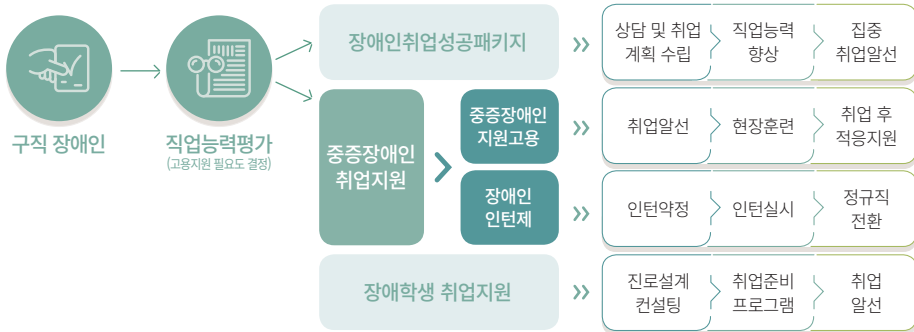 구직 장애인
직업능력평가
(고용지원 필요도 결정)
장애인취업성공패키지
상담 및 취업
계획 수립
직업능력
향상
집중
취업알선
중증장애인
취업지원
중증장애인
지원고용
취업알선
현장훈련
취업 후
적응지원
장애인
인턴제
인턴약정
인턴실시
정규직
전환
장애학생 취업지원
진로설계
컨설팅
취업준비
프로그램
취업
알선